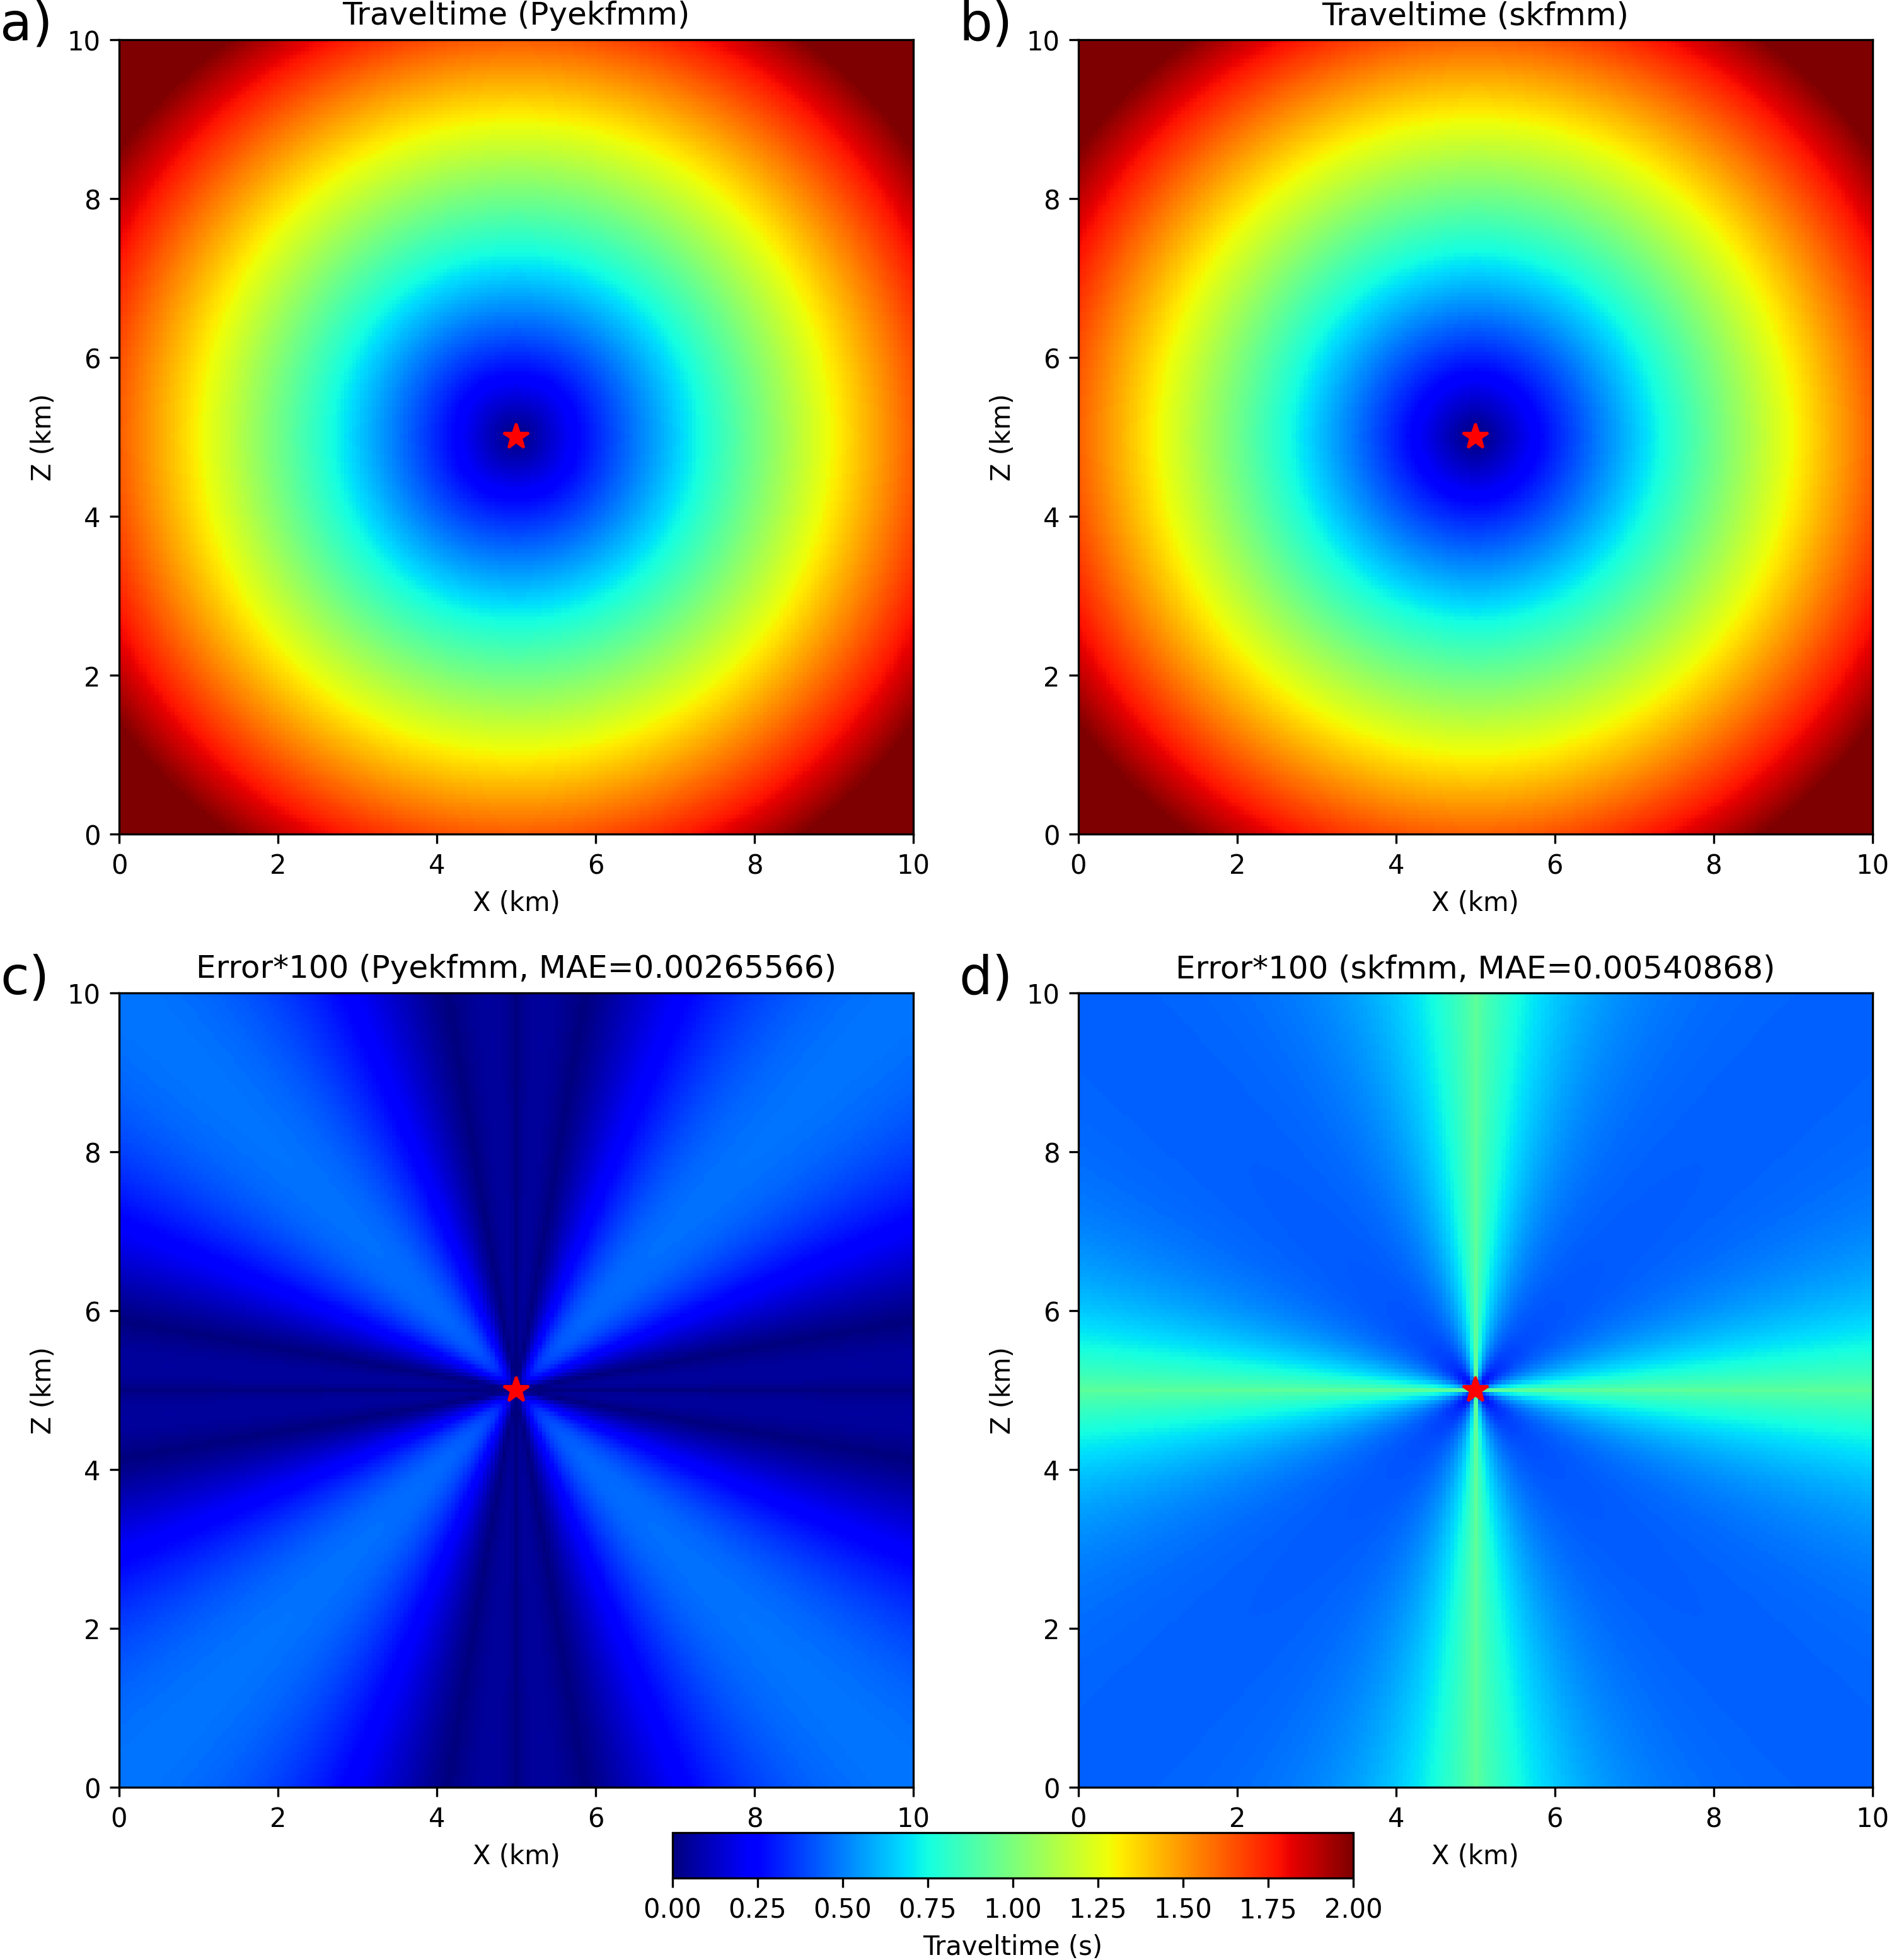 a)
Traveltime (Pyekfmm)
10
8
6
4
2
0
Z (km)
0 2 4 6 8 10
X (km)
b)
Traveltime (skfmm)
10
8
6
4
2
0
Z (km)
0 2 4 6 8 10
X (km)
c)
Error*100 (Pyekfmm, MAE=0.00265566)
10
8
6
4
2
0
Z (km)
0 2 4 6 8 10
X (km)
d)
Error*100 (skfmm, MAE=0.00540868)
10
8
6
4
2
0
Z (km)
0 2 4 6 8 10
X (km)
0.00 0.25 0.50 0.75 1.00 1.25 1.50 1.75 2.00
Traveltime (s)